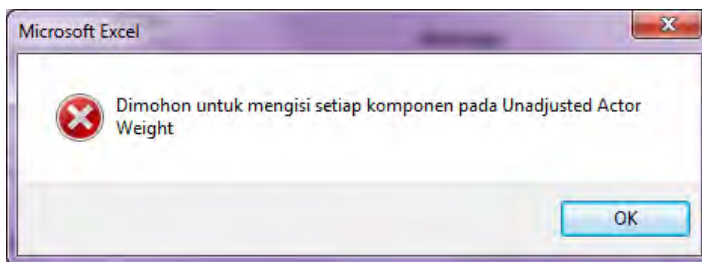 Microsoft Excel
Dimohon untuk mengisi setiap komponen pada Unadjusted Actor
Weight
OK